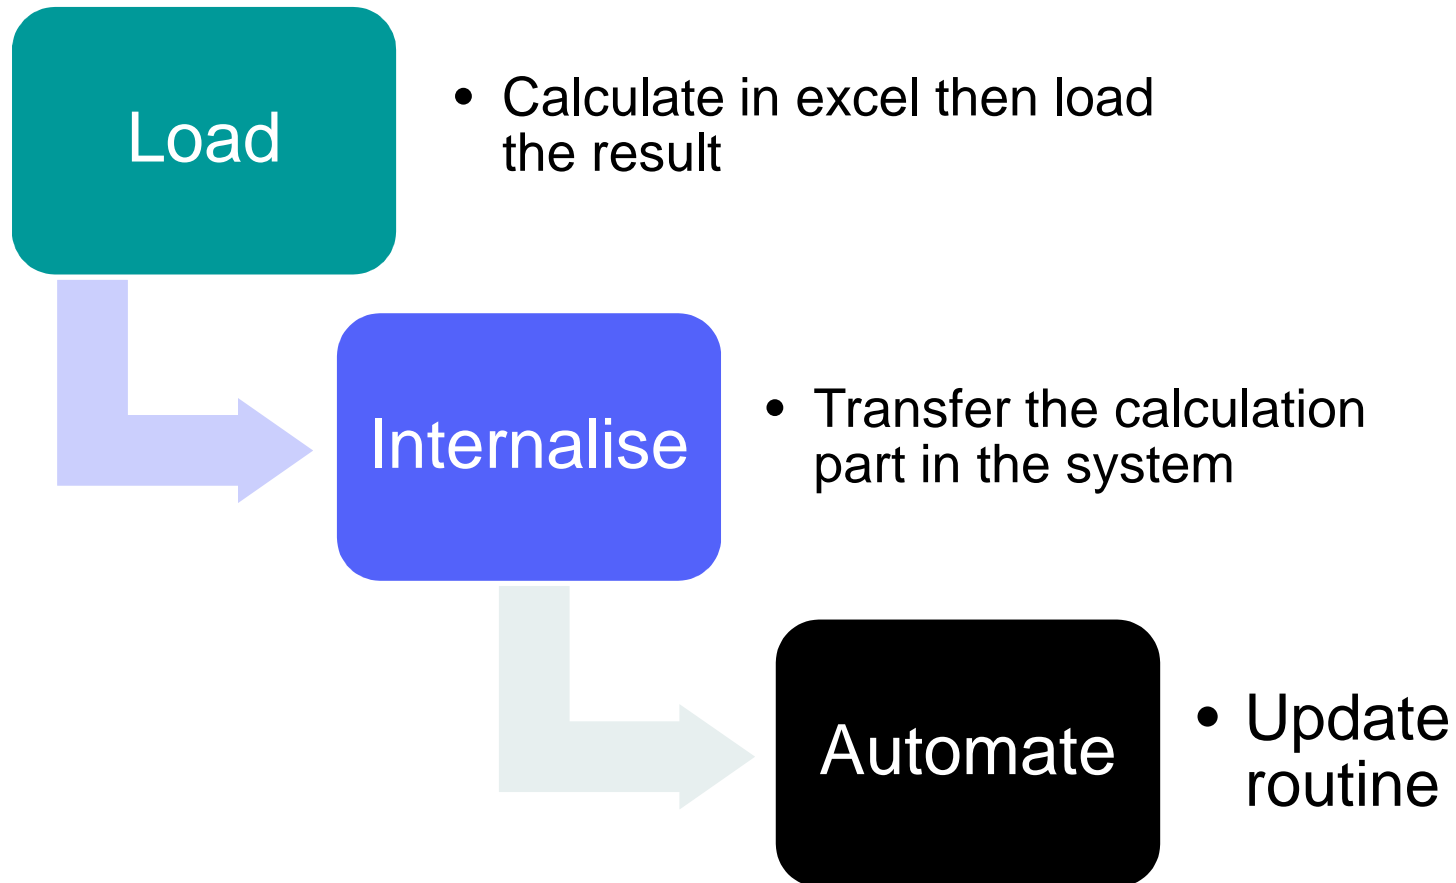 Load
• Calculate in excel then load
the result
Internalise
• Transfer the calculation
part in the system
Automate
• Update
routine